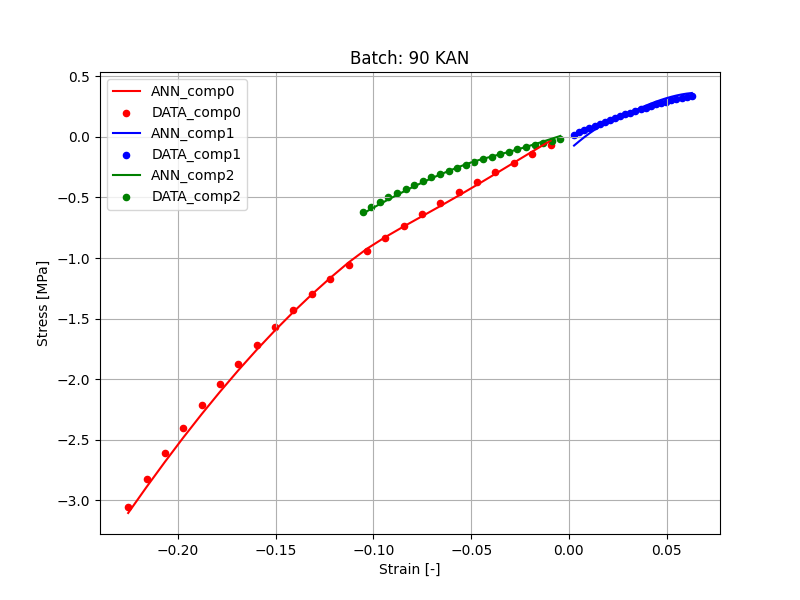 Batch: 90 KAN
ANN_comp0
DATA_comp0
ANN_comp1
DATA_comp1
ANN_comp2
DATA_comp2
Stress [MPa]
0.5
0.0
−0.5
−1.0
−1.5
−2.0
−2.5
−3.0
−0.20
−0.15
−0.10
−0.05
0.00
0.05
Strain [-]